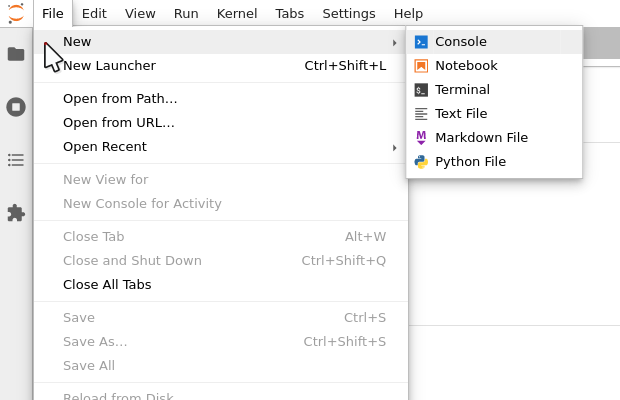 File Edit View Run Kernel Tabs Settings Help
New
New Launcher Ctrl+Shift+L
Open from Path…
Open from URL…
Open Recent
New View for
New Console for Activity
Close Tab Alt+W
Close and Shut Down Ctrl+Shift+Q
Close All Tabs
Save Ctrl+S
Save As… Ctrl+Shift+S
Save All
Reload from Disk
Console
Notebook
$_ Terminal
Text File
M Markdown File
Python File